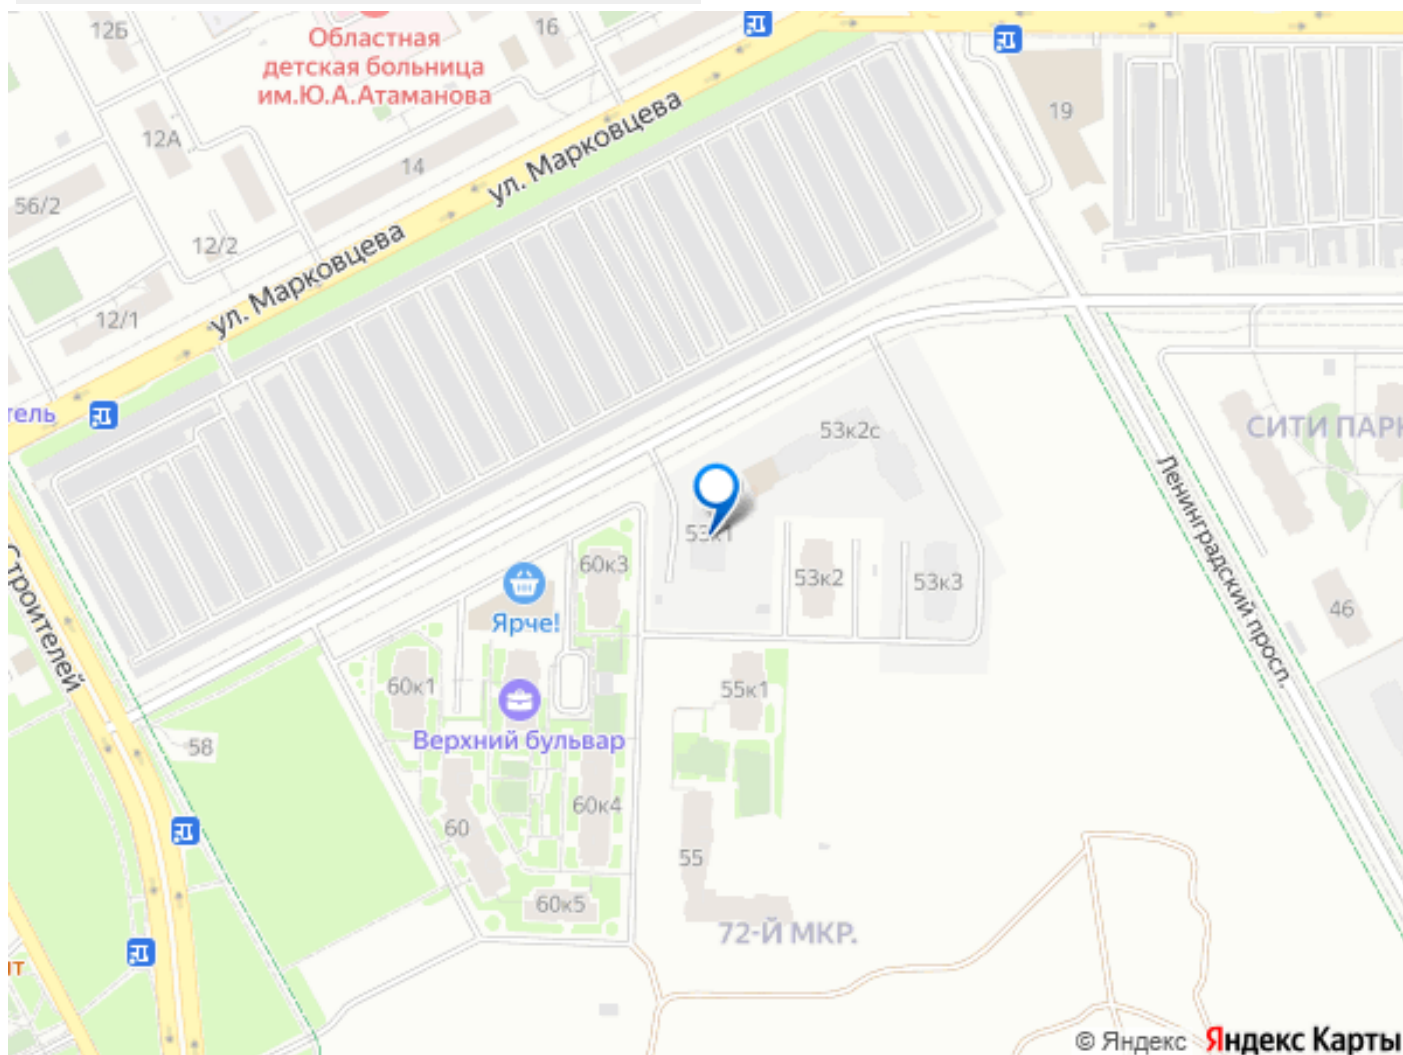 12Б
16
Областная
детская больница
им.Ю.А.Атаманова
19
12А
14
ул. Марковцева
56/2
12/2
ул. Марковцева
12/1
тель
53к2с
СИТИ ПАРК
53к1
60к3
53к2
53к3
Ленинградский просп.
46
Ярче!
Строителей
60к1
55к1
Верхний бульвар
58
60к4
60
55
60к5
72-Й МКР.
ит
© Яндекс Яндекс Карты